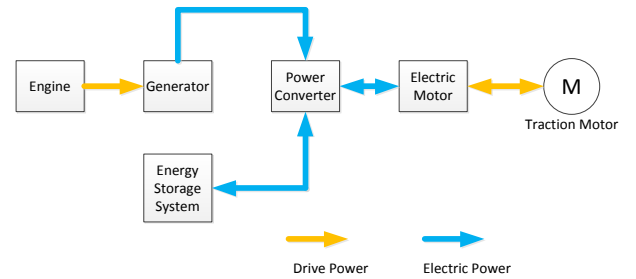 Engine
Generator
Power
Converter
Electric
Motor
M
Traction Motor
Energy
Storage
System
Drive Power
Electric Power